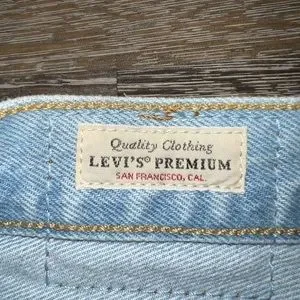 Quality Clothing
LEVI'S® PREMIUM
SAN FRANCISCO, CAL.